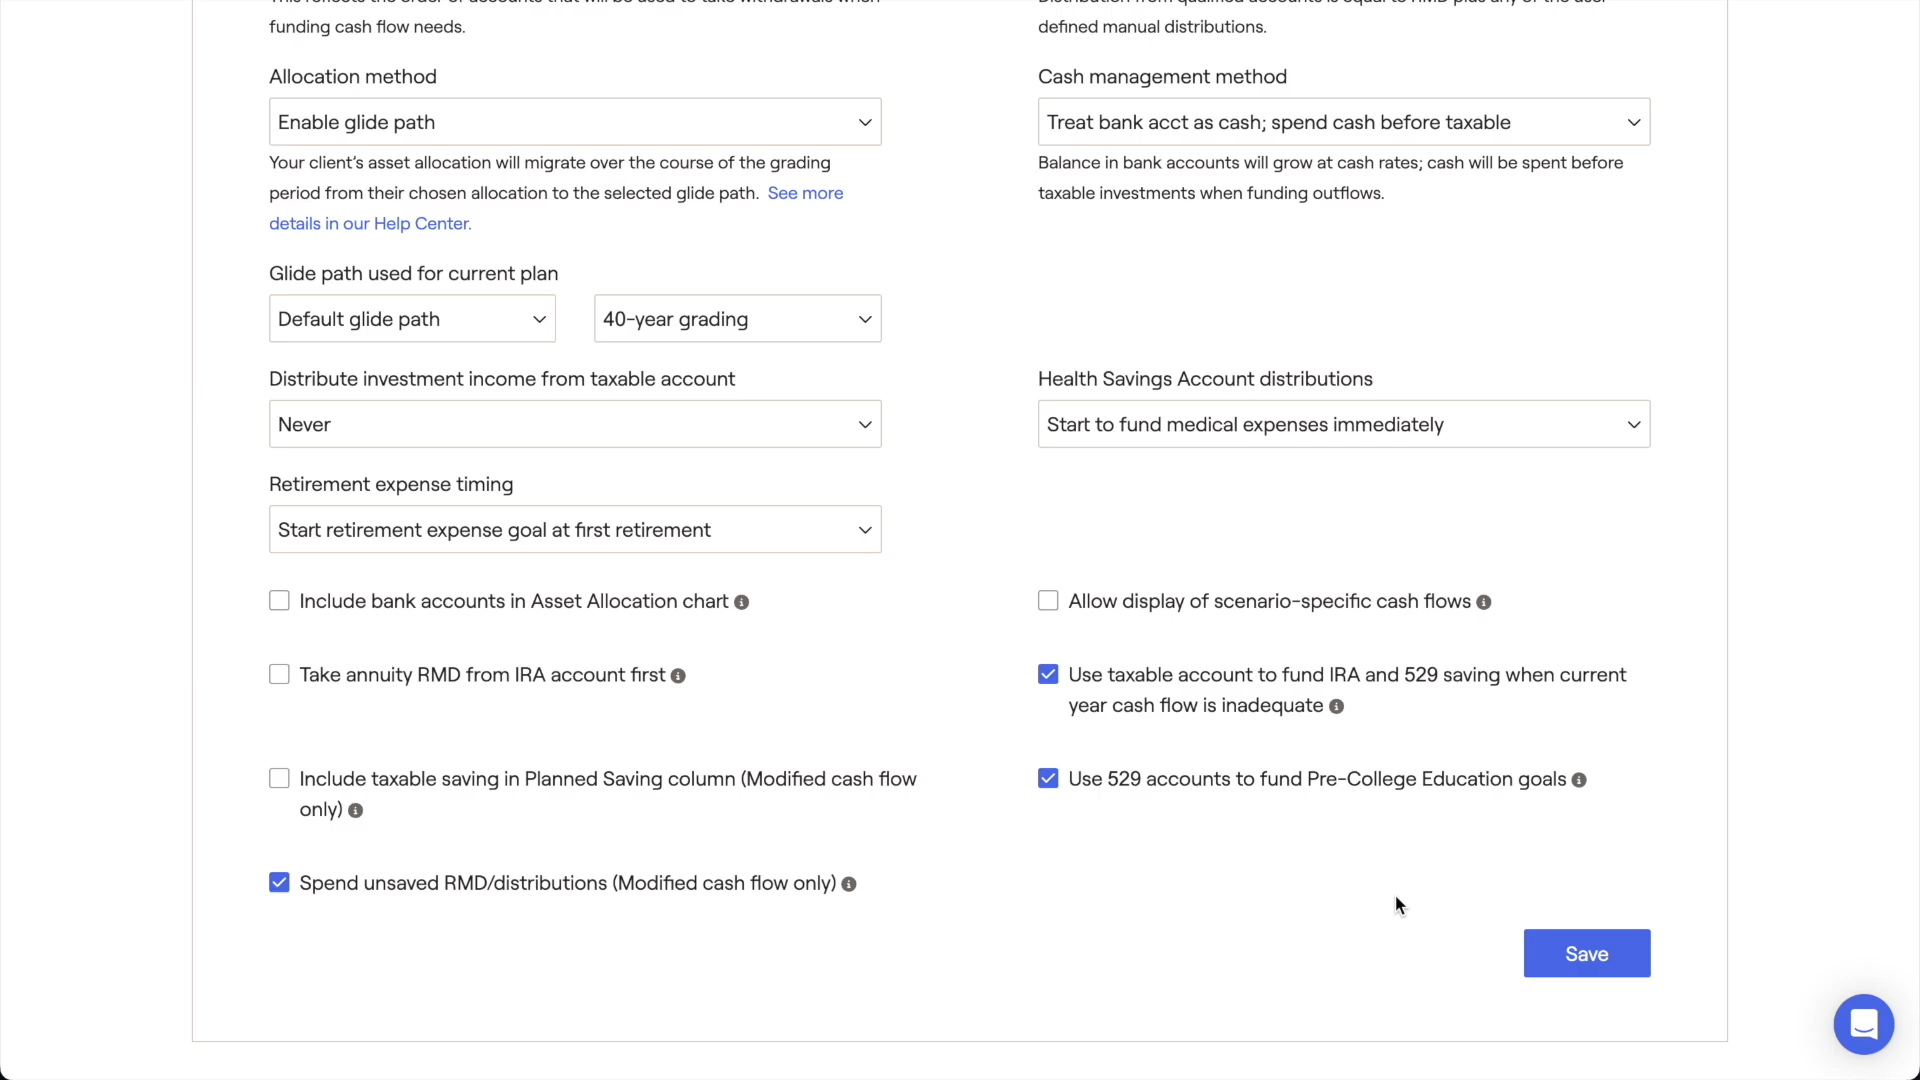 funding cash flow needs.
defined manual distributions.
Allocation method
Enable glide path
Your client's asset allocation will migrate over the course of the grading
period from their chosen allocation to the selected glide path. See more
details in our Help Center.
Cash management method
Treat bank acct as cash; spend cash before taxable
Balance in bank accounts will grow at cash rates; cash will be spent before
taxable investments when funding outflows.
Glide path used for current plan
Default glide path
40-year grading
Distribute investment income from taxable account
Never
Health Savings Account distributions
Start to fund medical expenses immediately
Retirement expense timing
Start retirement expense goal at first retirement
Include bank accounts in Asset Allocation chart
Allow display of scenario-specific cash flows
Take annuity RMD from IRA account first
Use taxable account to fund IRA and 529 saving when current
year cash flow is inadequate
Include taxable saving in Planned Saving column (Modified cash flow
only)
Use 529 accounts to fund Pre-College Education goals
Spend unsaved RMD/distributions (Modified cash flow only)
Save